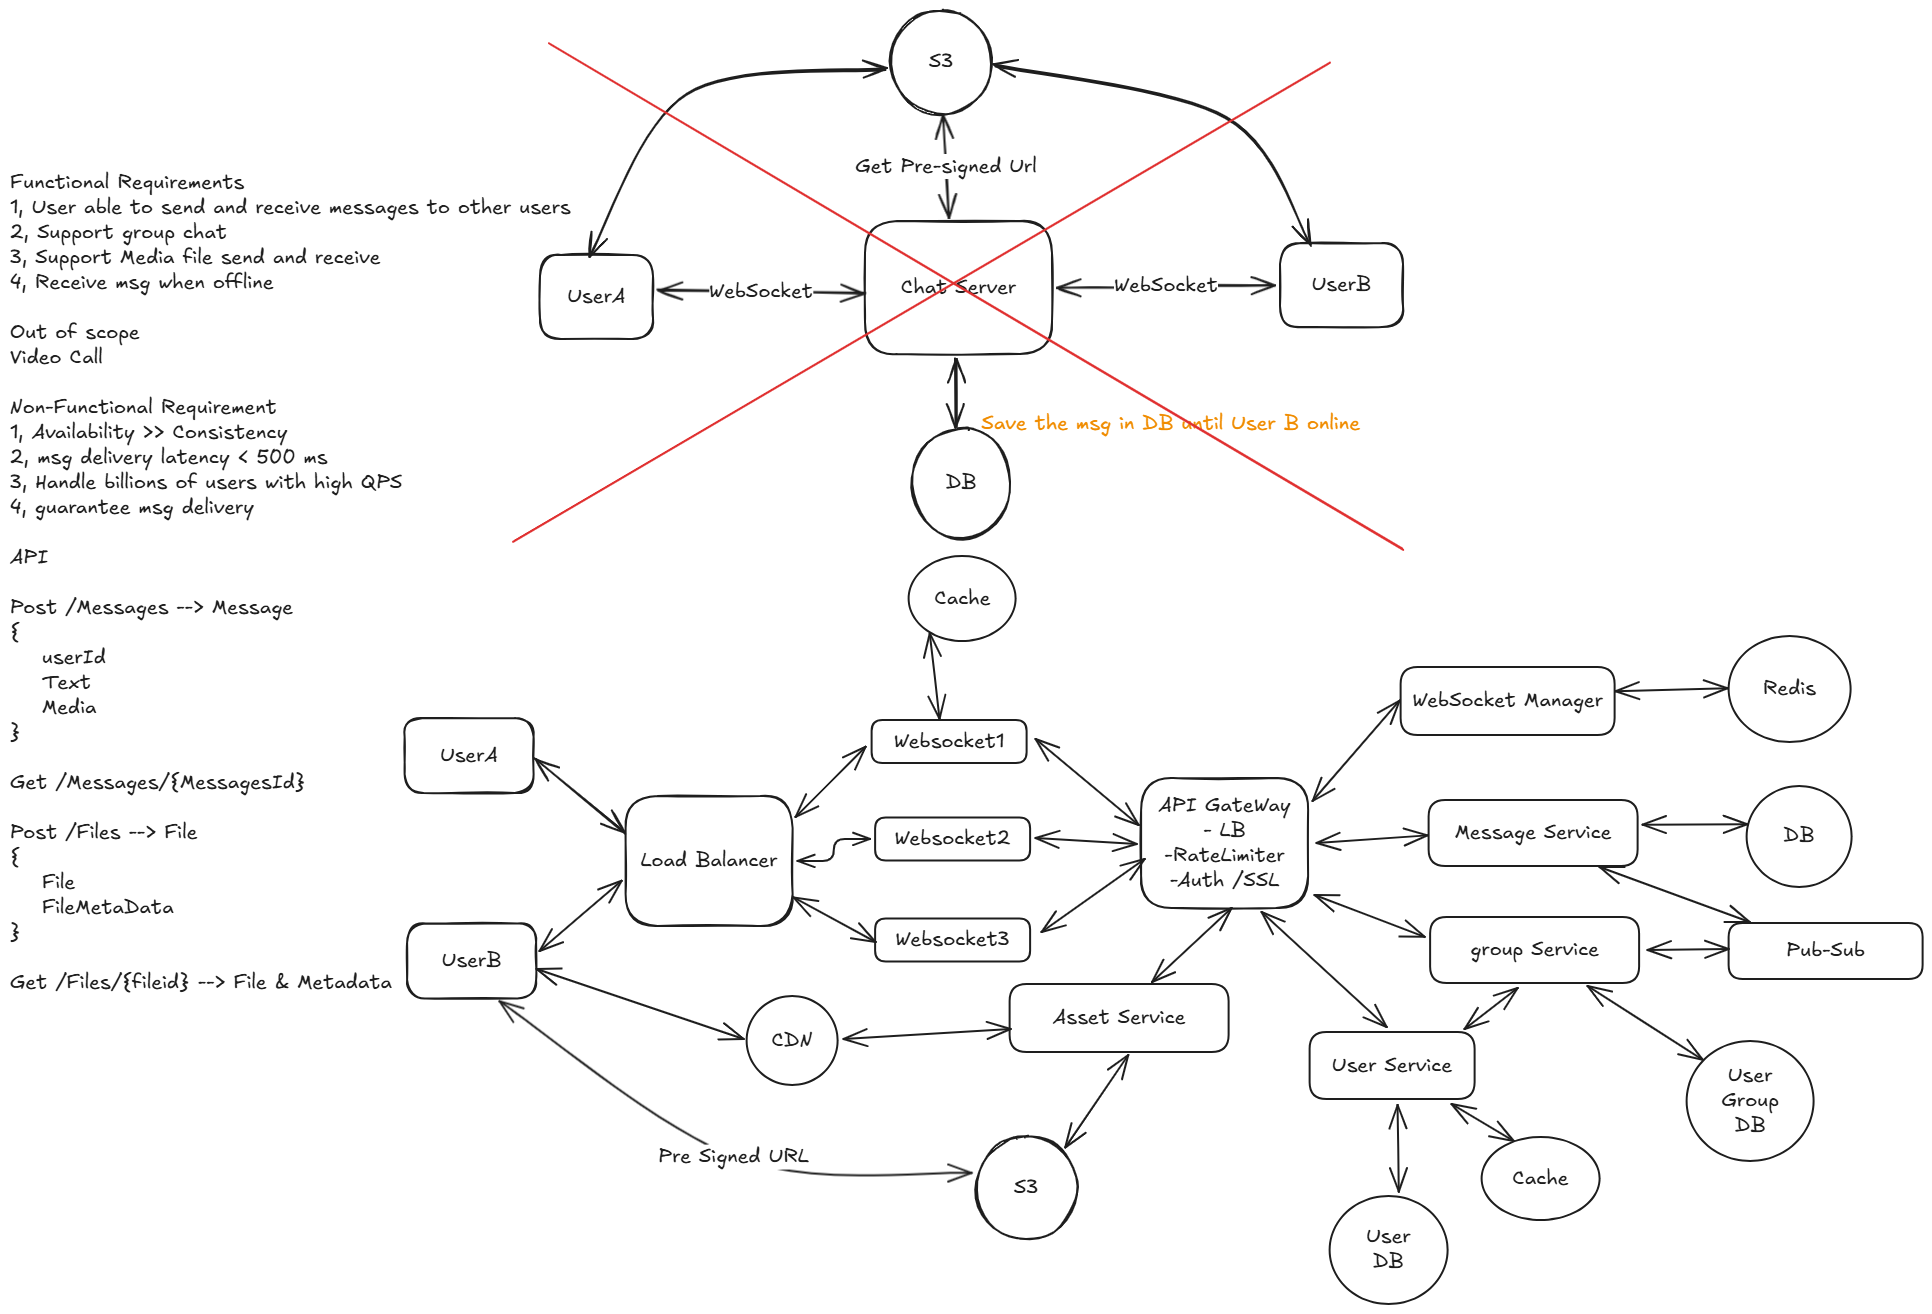 S3
Get Pre-signed Url
Functional Requirements
1, User able to send and receive messages to other users
2, Support group chat
3, Support Media file send and receive
4, Receive msg when offline
UserA
WebSocket
Chat Server
WebSocket
UserB
Out of scope
Video Call
Non-Functional Requirement
1, Availability >> Consistency
2, msg delivery latency < 500 ms
3, Handle billions of users with high QPS
4, guarantee msg delivery
Save the msg in DB until User B online
DB
API
Post /Messages --> Message
{
userId
Text
Media
}
Get /Messages/{MessagesId}
Post /Files --> File
{
File
FileMetaData
}
Get /Files/{fileid} --> File & Metadata
Cache
UserA
UserB
Load Balancer
Websocket1
Websocket2
Websocket3
API GateWay
- LB
-RateLimiter
-Auth /SSL
WebSocket Manager
Redis
Message Service
DB
group Service
Pub-Sub
CDN
Asset Service
User Service
User
Group
DB
Pre Signed URL
S3
Cache
User
DB